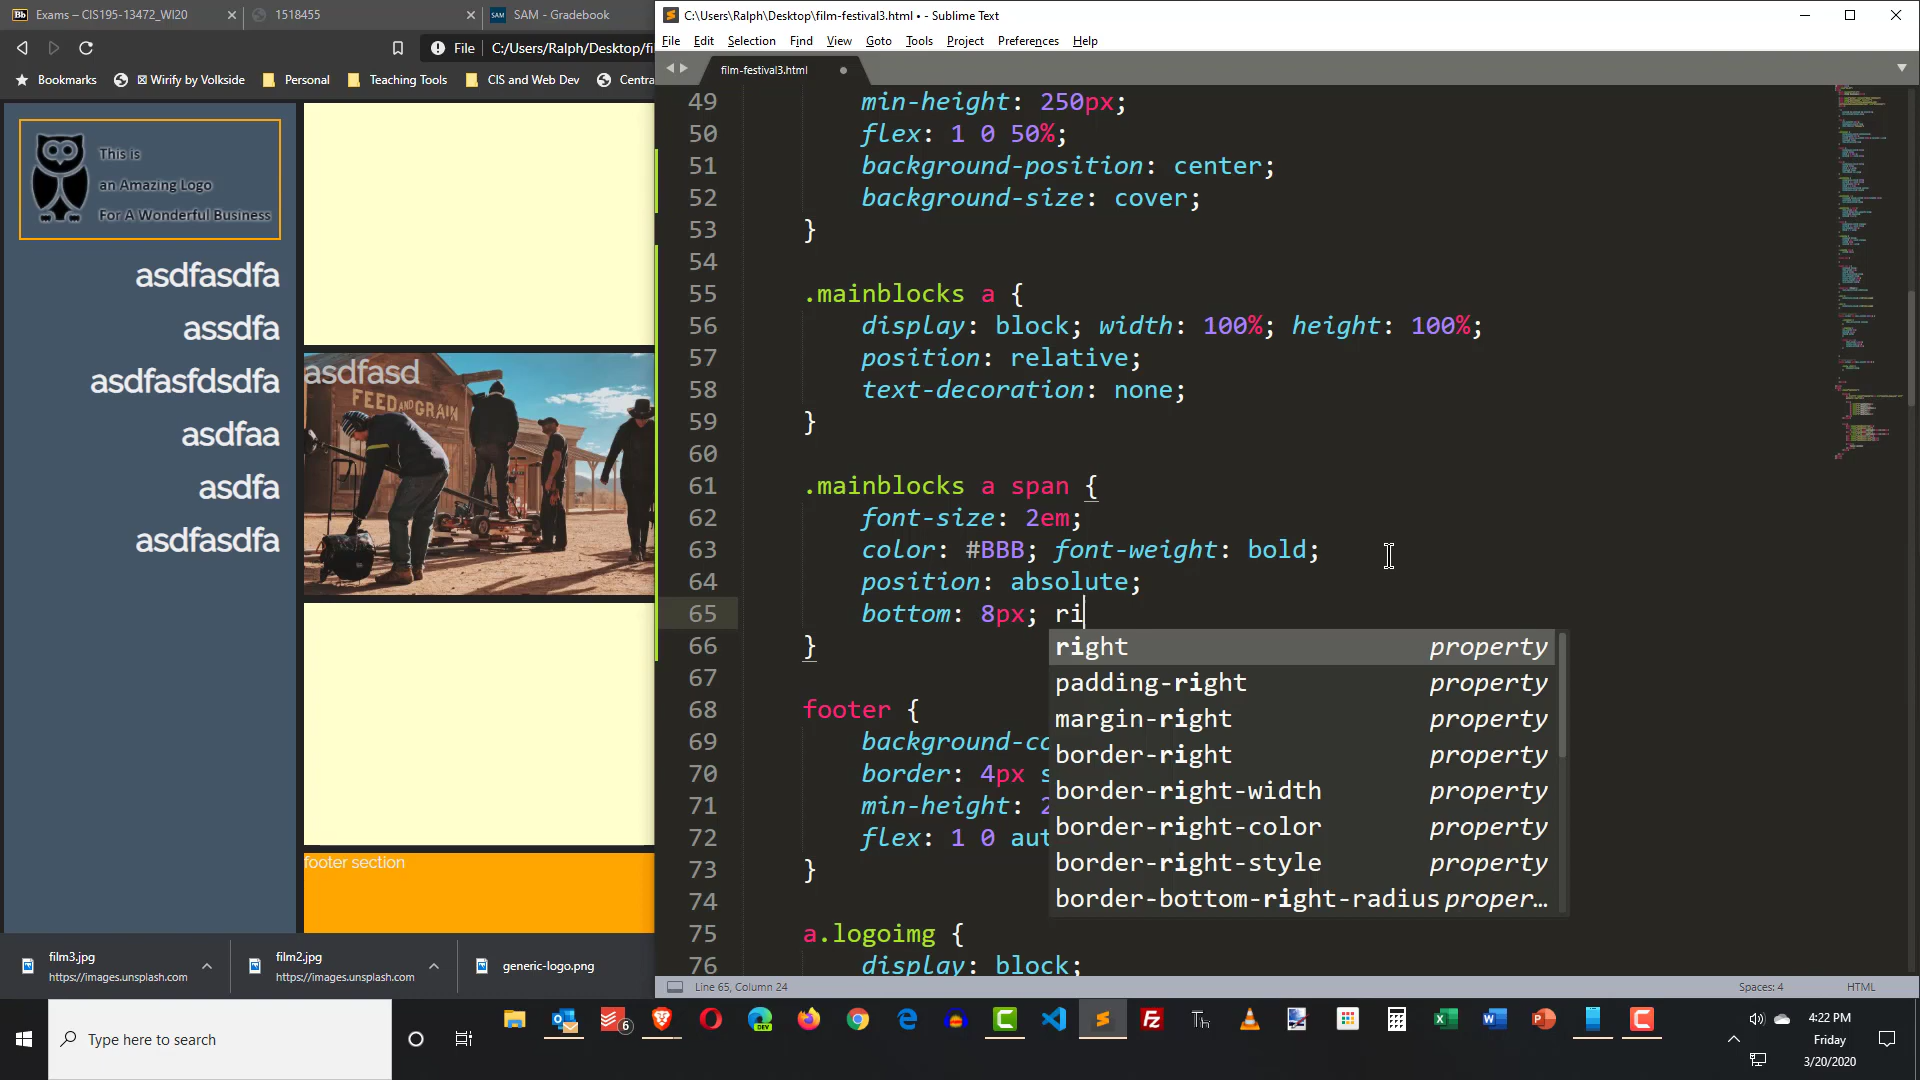 Bb Exams – CIS195-13472_WI20
1518455
SAM SAM - Gradebook
File C:/Users/Ralph/Desktop/fi
Bookmarks Wirify by Volkside Personal Teaching Tools CIS and Web Dev Centra
This is
an Amazing Logo
For A Wonderful Business
asdfasdfa
assdfa
asdfasfdsdfa
asdfaa
asdfa
asdfasdfa
asdfasd
FEED AND GRAIN
footer section
film3.jpg
https://images.unsplash.com
film2.jpg
https://images.unsplash.com
generic-logo.png
C:\Users\Ralph\Desktop\film-festival3.html • - Sublime Text
File Edit Selection Find View Goto Tools Project Preferences Help
film-festival3.html
49 min-height: 250px;
50 flex: 1 0 50%;
51 background-position: center;
52 background-size: cover;
53 }
54
55 .mainblocks a {
56 display: block; width: 100%; height: 100%;
57 position: relative;
58 text-decoration: none;
59 }
60
61 .mainblocks a span {
62 font-size: 2em;
63 color: #BBB; font-weight: bold;
64 position: absolute;
65 bottom: 8px; ri
66 }
67
68 footer {
69 background-co
70 border: 4px s
71 min-height: 2
72 flex: 1 0 aut
73 }
74
75 a.logoimg {
76 display: block;
right property
padding-right property
margin-right property
border-right property
border-right-width property
border-right-color property
border-right-style property
border-bottom-right-radius proper…
Line 65, Column 24
Spaces: 4
HTML
Type here to search
6
DEV
4:22 PM
Friday
3/20/2020